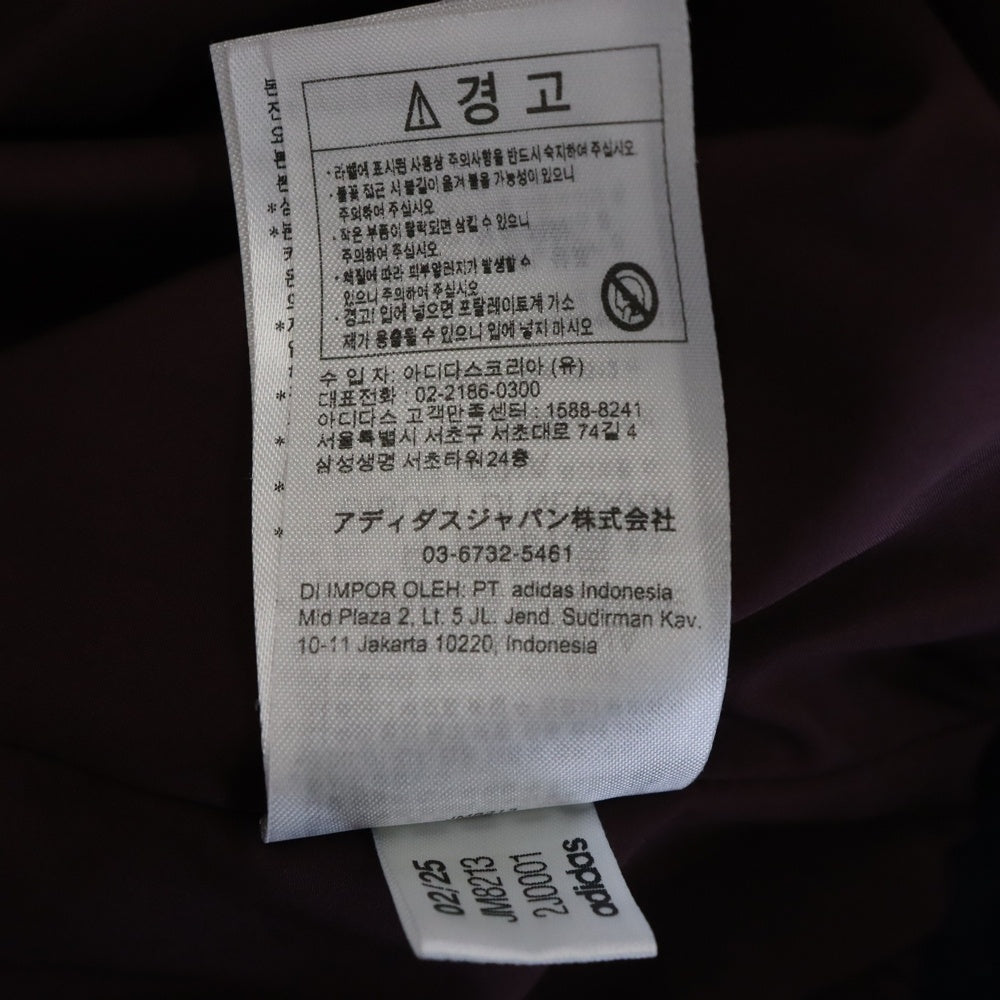 경고
· 라벨에 표시된 사용상 주의사항을 반드시 숙지하여 주십시오
· 불꽃 접근 시 불길이 옮겨 붙을 가능성이 있으니
주의하여 주십시오
· 작은 부품이 탈락되면 삼킬 수 있으니
주의하여 주십시오
· 체질에 따라 피부알러지가 발생할 수
있으니 주의하여 주십시오
· 경고! 입에 넣으면 프탈레이트계 가소
제가 용출될 수 있으니 입에 넣지 마시오
수 입 자: 아디다스코리아 (유)
대표전화 : 02-2186-0300
아디다스 고객만족센터 : 1588-8241
서울특별시 서초구 서초대로 74길 4
삼성생명 서초타워24층
アディダスジャパン株式会社
03-6732-5461
DI IMPOR OLEH: PT. adidas Indonesia
Mid Plaza 2, Lt. 5 JL. Jend. Sudirman Kav.
10-11 Jakarta 10220, Indonesia
02/25
JM8213
2J0001
adidas